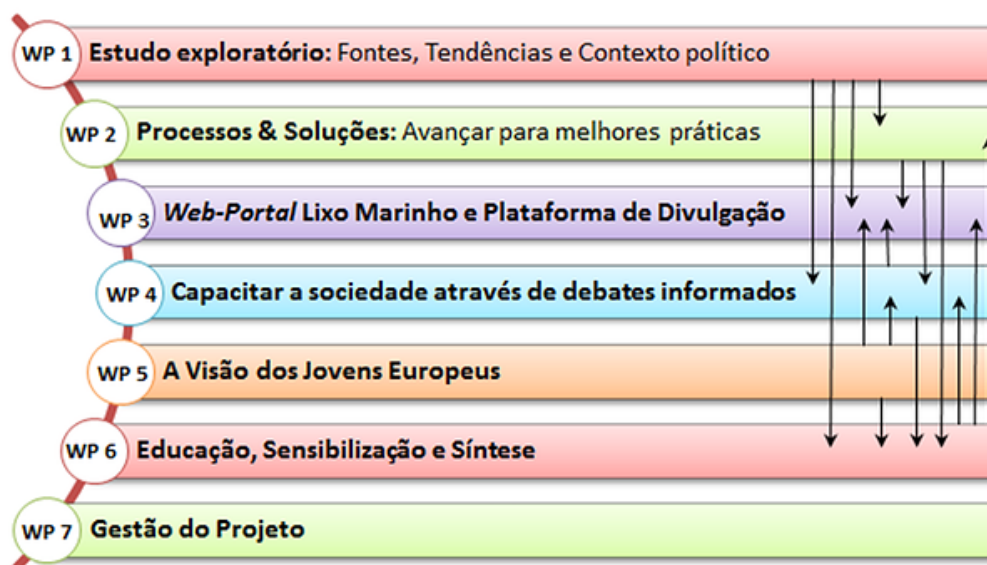 WP 1 Estudo exploratório: Fontes, Tendências e Contexto político
WP 2 Processos & Soluções: Avançar para melhores práticas
WP 3 Web-Portal Lixo Marinho e Plataforma de Divulgação
WP 4 Capacitar a sociedade através de debates informados
WP 5 A Visão dos Jovens Europeus
WP 6 Educação, Sensibilização e Síntese
WP 7 Gestão do Projeto